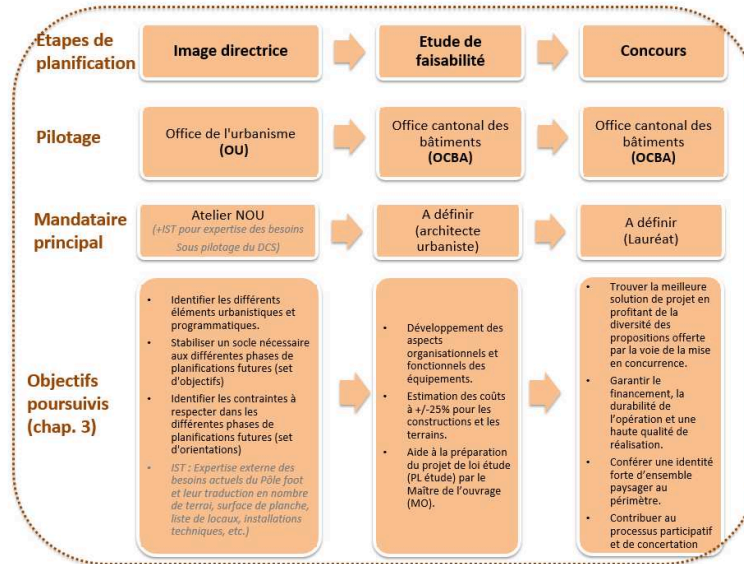 Etapes de
planification
Image directrice
Etude de
faisabilité
Concours
Pilotage
Office de l'urbanisme
(OU)
Office cantonal des
bâtiments
(OCBA)
Office cantonal des
bâtiments
(OCBA)
Mandataire
principal
Atelier NOU
(+IST pour expertise des besoins
Sous pilotage du DCS)
A définir
(architecte
urbaniste)
A définir
(Lauréat)
Objectifs
poursuivis
(chap. 3)
• Identifier les différents
éléments urbanistiques et
programmatiques.
• Stabiliser un socle nécessaire
aux différentes phases de
planifications futures (set
d'objectifs)
• Identifier les contraintes à
respecter dans les
différentes phases de
planifications futures (set
d'orientations)
• IST : Expertise externe des
besoins actuels du Pôle foot
et leur traduction en nombre
de terrai, surface de planche,
liste de locaux, installations
techniques, etc.)
• Développement des
aspects
organisationnels et
fonctionnels des
équipements.
• Estimation des coûts
à +/-25% pour les
constructions et les
terrains.
• Aide à la préparation
du projet de loi étude
(PL étude) par le
Maître de l'ouvrage
(MO).
• Trouver la meilleure
solution de projet en
profitant de la
diversité des
propositions offerte
par la voie de la mise
en concurrence.
• Garantir le
financement, la
durabilité de
l'opération et une
haute qualité de
réalisation.
• Conférer une identité
forte d'ensemble
paysager au
périmètre.
• Contribuer au
processus participatif
et de concertation